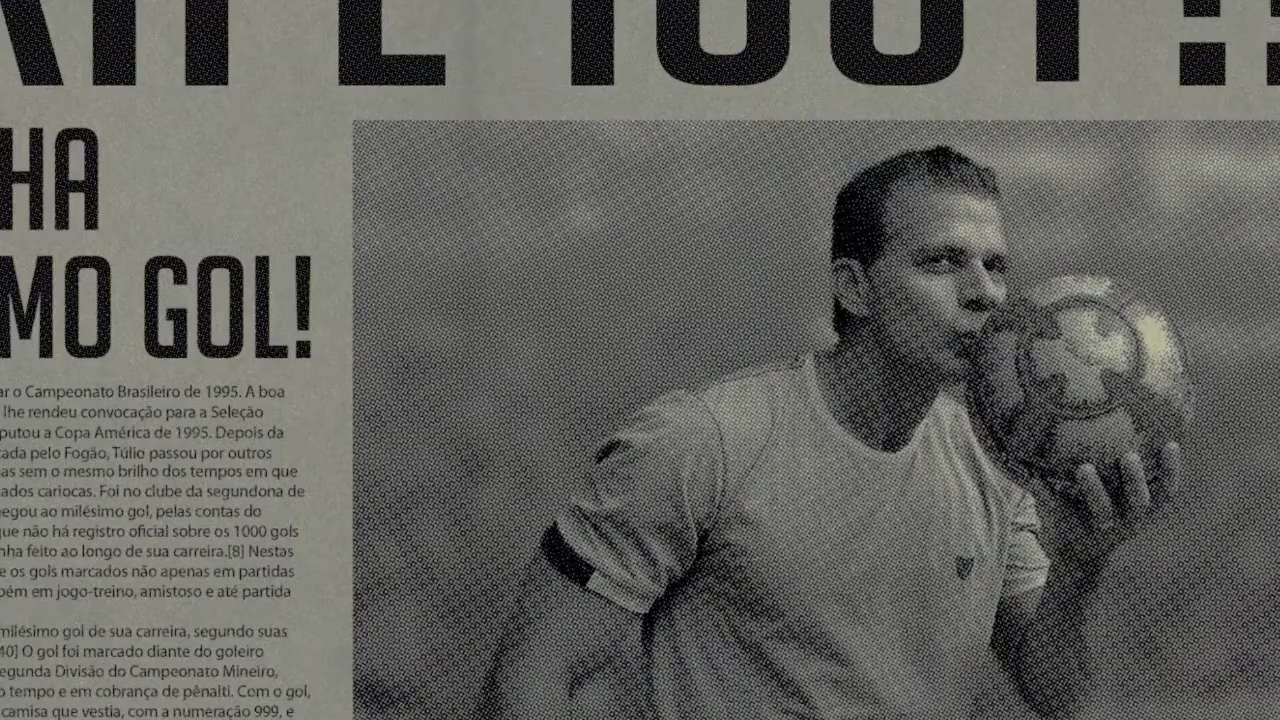 HA
MO GOL!
ar o Campeonato Brasileiro de 1995. A boa
lhe rendeu convocação para a Seleção
putou a Copa América de 1995. Depois da
tada pelo Fogão, Túlio passou por outros
as sem o mesmo brilho dos tempos em que
ados cariocas. Foi no clube da segundona de
egou ao milésimo gol, pelas contas do
que não há registro oficial sobre os 1000 gols
nha feito ao longo de sua carreira.[8] Nestas
e os gols marcados não apenas em partidas
bém em jogo-treino, amistoso e até partida
milésimo gol de sua carreira, segundo suas
40] O gol foi marcado diante do goleiro
egunda Divisão do Campeonato Mineiro,
o tempo e em cobrança de pênalti. Com o gol,
camisa que vestia, com a numeração 999, e